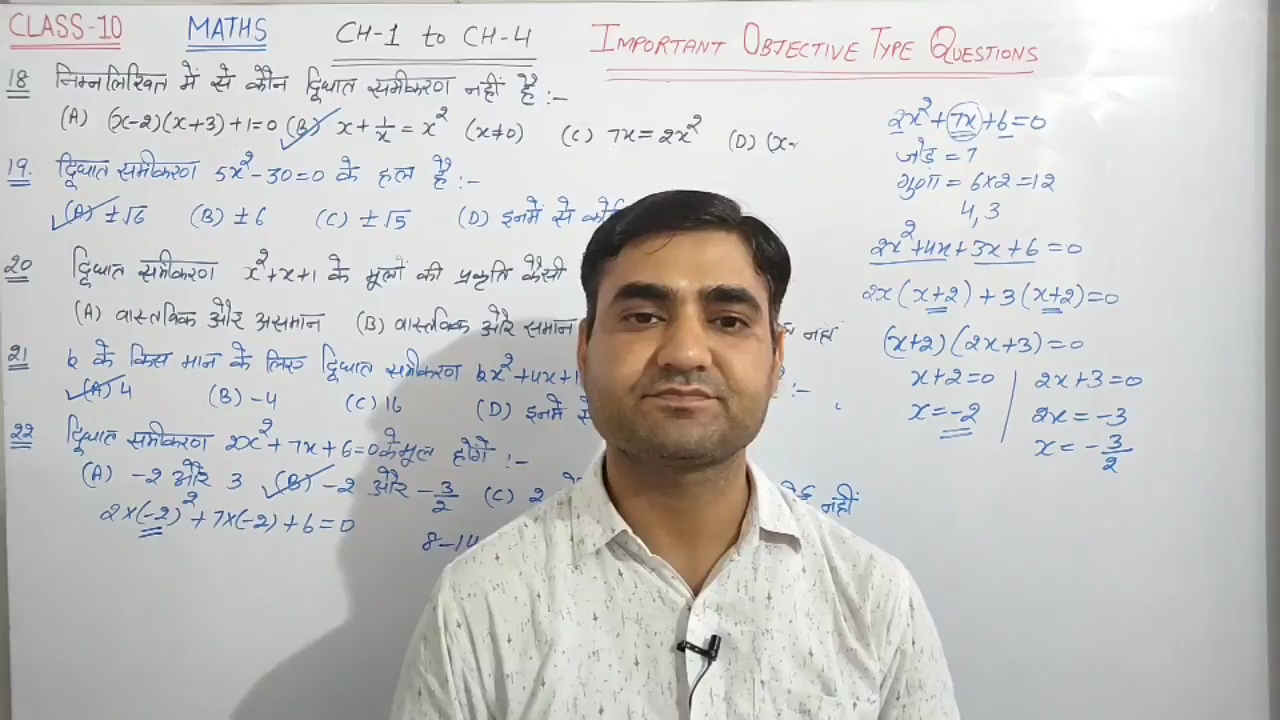 CLASS-10 MATHS CH-1 to CH-4 IMPORTANT OBJECTIVE TYPE QUESTIONS
18 निम्नलिखित में से कौन द्विघात समीकरण नहीं है :-
(A) (x-2)(x+3)+1=0 (B) x+1/x=x² (x≠0) (C) 7x=2x² (D) (x-
19. द्विघात समीकरण 5x²-30=0 के हल है :-
(A) ±√6 (B) ±6 (C) ±√5 (D) इनमें से कोई
20 द्विघात समीकरण x²+x+1 के मूलों की प्रकृति कैसी
(A) वास्तविक और असमान (B) वास्तविक और समान नहीं
21 k के किस मान के लिए द्विघात समीकरण kx²+4x+1 :-
(A) 4 (B) -4 (C) 16 (D) इनमें से
22 द्विघात समीकरण 2x²+7x+6=0 के मूल होंगे :-
(A) -2 और 3 (B) -2 और -3/2 (C) 2 कोई नहीं
2×(-2)²+7×(-2)+6=0
8-14
2x²+7x+6=0
जोड़ = 7
गुणा = 6×2=12
4,3
2x²+4x+3x+6=0
2x(x+2)+3(x+2)=0
(x+2)(2x+3)=0
x+2=0 | 2x+3=0
x=-2 | 2x=-3
x=-3/2